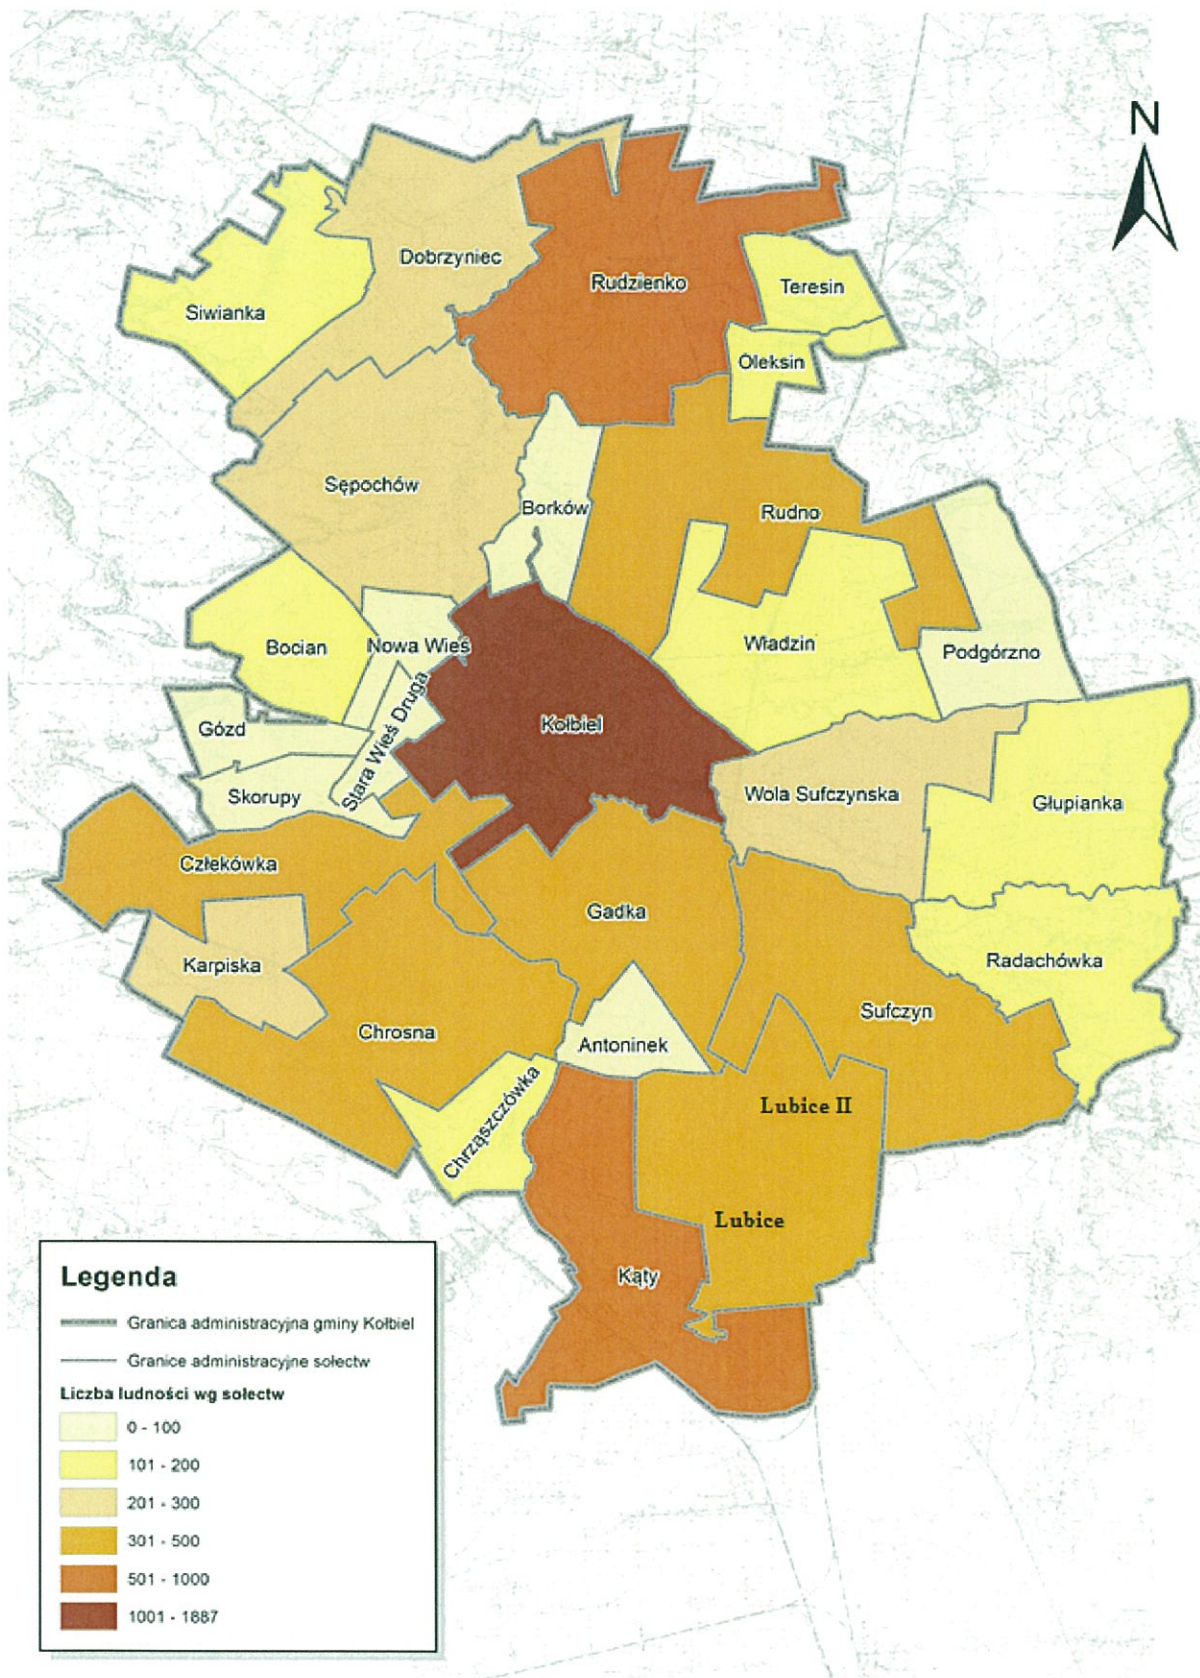 N
Dobrzyniec
Rudzienko
Teresin
Siwianka
Oleksin
Sępochów
Borków
Rudno
Bocian
Nowa Wieś
Władzin
Podgórzno
Gózd
Stara Wieś Druga
Kołbiel
Skorupy
Wola Sufczynska
Głupianka
Człekówka
Gadka
Karpiska
Radachówka
Sufczyn
Chrosna
Antoninek
Chrząszczówka
Lubice II
Lubice
Kąty
Legenda
Granica administracyjna gminy Kołbiel
Granice administracyjne sołectw
Liczba ludności wg sołectw
0 - 100
101 - 200
201 - 300
301 - 500
501 - 1000
1001 - 1887